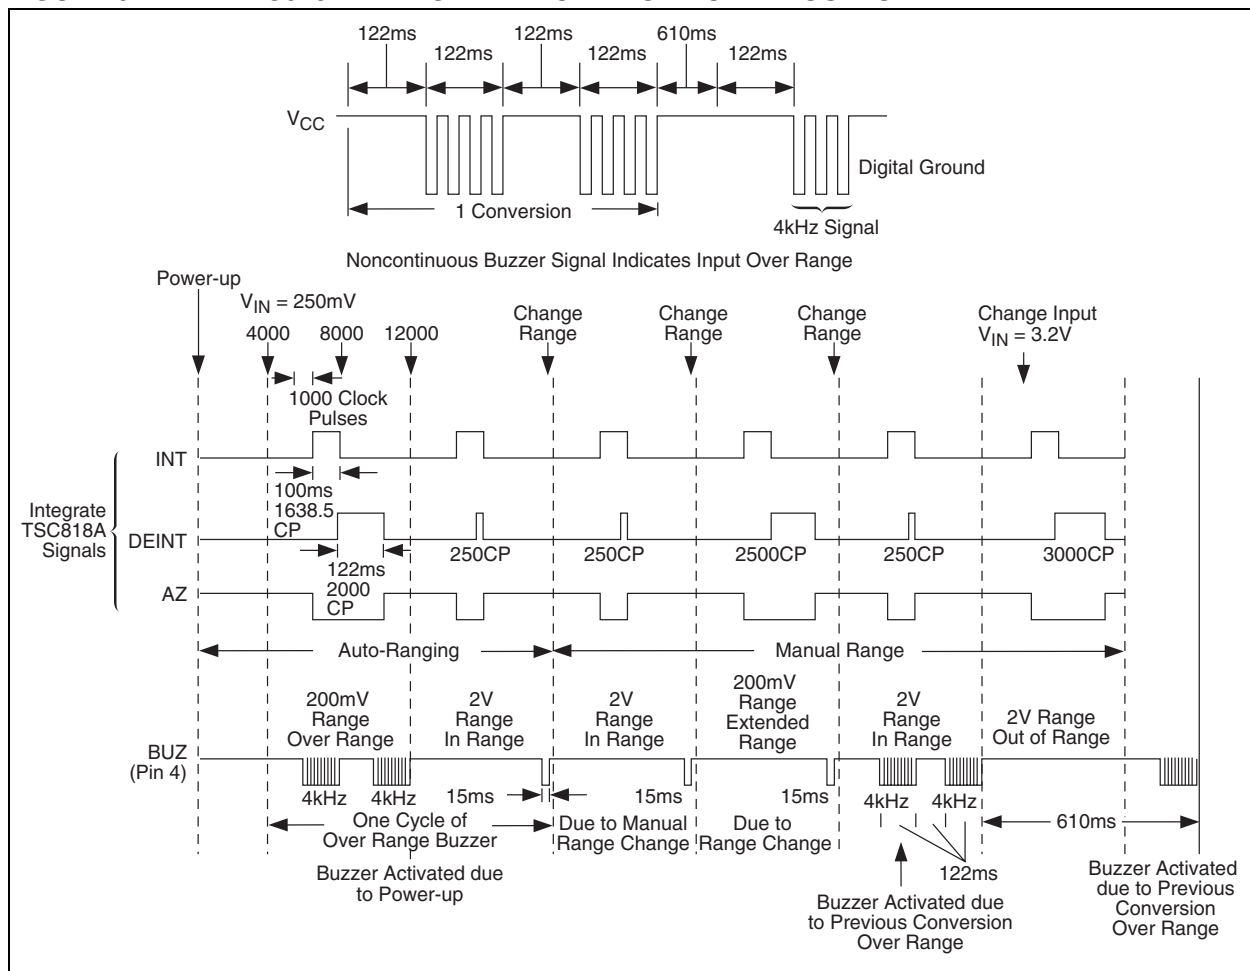 122ms
122ms
122ms
122ms
610ms
122ms
VCC
Digital Ground
1 Conversion
4kHz Signal
Noncontinuous Buzzer Signal Indicates Input Over Range
Power-up
VIN = 250mV
4000
8000
12000
Change
Range
Change
Range
Change
Range
Change Input
VIN = 3.2V
1000 Clock
Pulses
INT
100ms
1638.5
CP
Integrate
TSC818A
Signals
DEINT
122ms
2000
CP
250CP
250CP
2500CP
250CP
3000CP
AZ
Auto-Ranging
Manual Range
200mV
Range
Over Range
2V
Range
In Range
2V
Range
In Range
200mV
Range
Extended
Range
2V
Range
In Range
2V Range
Out of Range
BUZ
(Pin 4)
4kHz
4kHz
15ms
15ms
15ms
4kHz
4kHz
One Cycle of
Over Range Buzzer
Due to Manual
Range Change
Due to
Range Change
610ms
122ms
Buzzer Activated due
to Power-up
Buzzer Activated due
to Previous Conversion
Over Range
Buzzer Activated
due to Previous
Conversion
Over Range